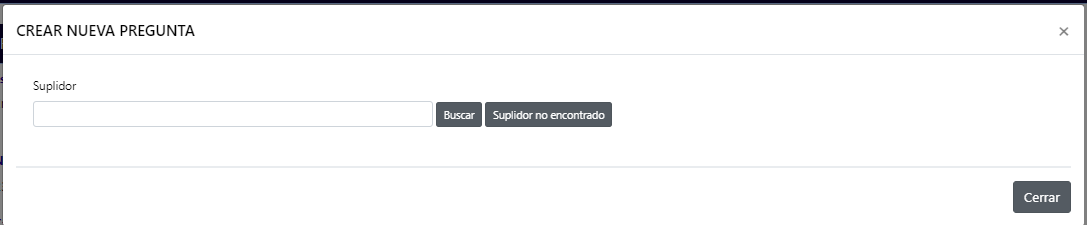 CREAR NUEVA PREGUNTA ×
Suplidor
Buscar Suplidor no encontrado
Cerrar